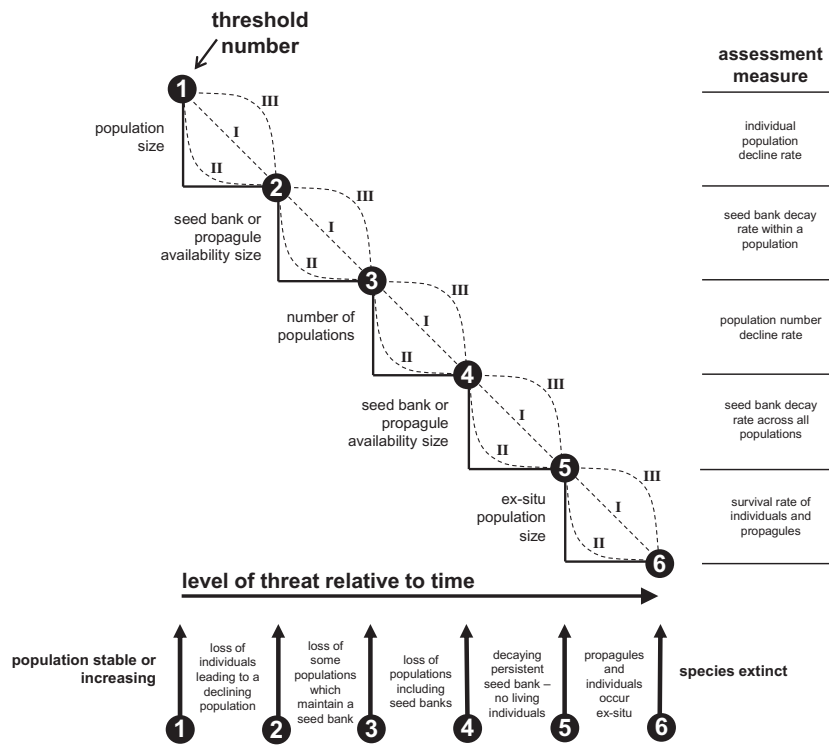 threshold
number
assessment
measure
1
III
I
II
population
size
individual
population
decline rate
2
III
I
II
seed bank or
propagule
availability size
seed bank decay
rate within a
population
3
III
I
II
number of
populations
population number
decline rate
4
III
I
II
seed bank or
propagule
availability size
seed bank decay
rate across all
populations
5
III
I
II
ex-situ
population
size
survival rate of
individuals and
propagules
6
level of threat relative to time
population stable or
increasing
loss of
individuals
leading to a
declining
population
loss of
some
populations
which
maintain a
seed bank
loss of
populations
including
seed banks
decaying
persistent
seed bank –
no living
individuals
propagules
and
individuals
occur
ex-situ
species extinct
1
2
3
4
5
6